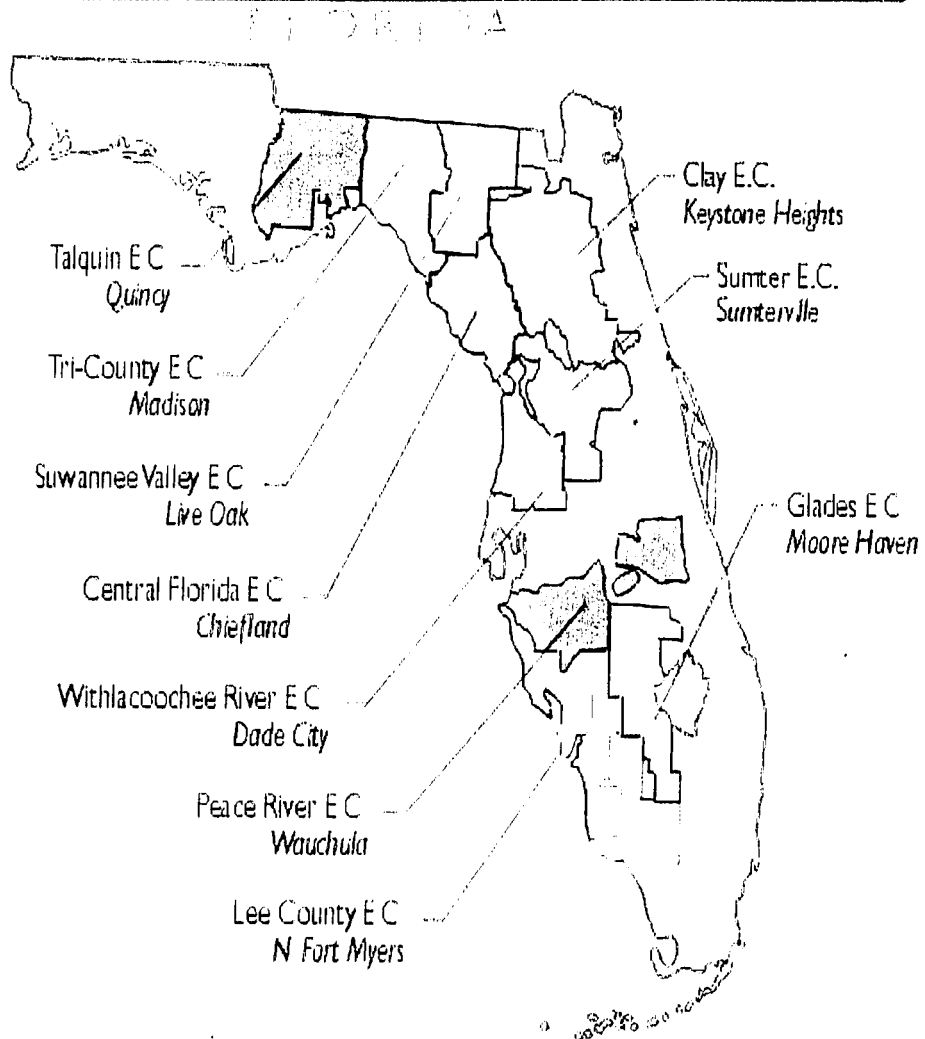 FLORIDA
Clay E.C.
Keystone Heights
Sumter E.C.
Sumterville
Talquin E C
Quincy
Tri-County E C
Madison
Suwannee Valley E C
Live Oak
Glades E C
Moore Haven
Central Florida E C
Chiefland
Withlacoochee River E C
Dade City
Peace River E C
Wauchula
Lee County E C
N Fort Myers